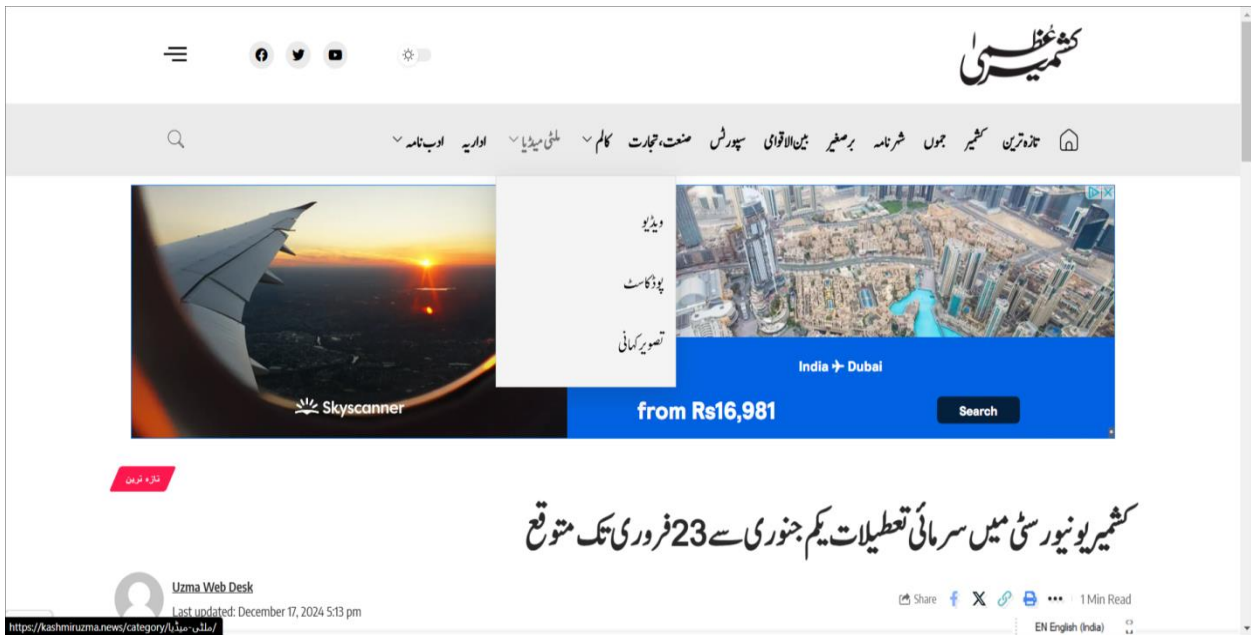 کشمیر عظمیٰ
تازہ ترین کشمیر جموں شہر نامہ برصغیر بین الاقوامی سپورٹس صنعت، تجارت کالم ملٹی میڈیا اداریہ ادب نامہ
ویڈیو
پوڈکاسٹ
تصویر کہانی
India Dubai
Skyscanner
from Rs16,981
Search
تازہ ترین
کشمیر یونیورسٹی میں سرمائی تعطیلات یکم جنوری سے 23 فروری تک متوقع
Uzma Web Desk
Last updated: December 17, 2024 5:13 pm
Share
1 Min Read
EN English (India)
https://kashmiruzma.news/category/ملٹی-میڈیا/